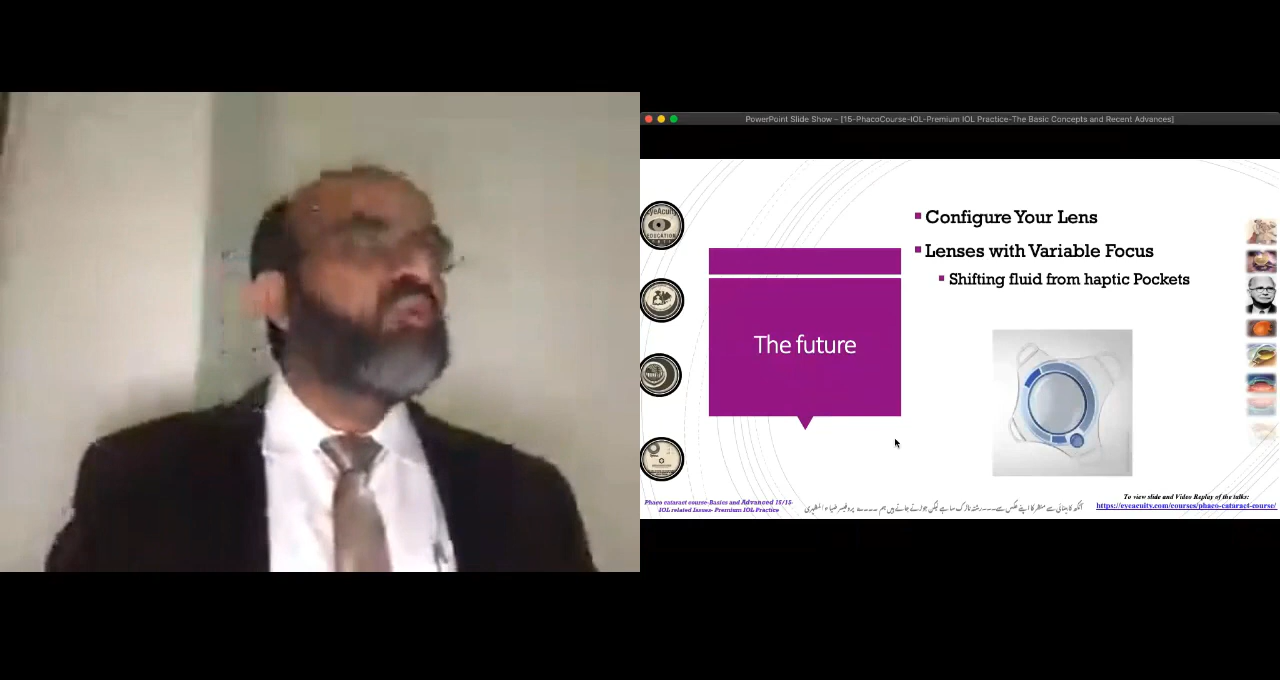 PowerPoint Slide Show – [15-PhacoCourse-IOL-Premium IOL Practice-The Basic Concepts and Recent Advances]
EyeAcuity
EDUCATION
Configure Your Lens
Lenses with Variable Focus
Shifting fluid from haptic Pockets
The future
Phaco cataract course-Basics and Advanced 15/15-
IOL related Issues- Premium IOL Practice
To view slide and Video Replay of the talks:
https://eyeacuity.com/courses/phaco-cataract-course/